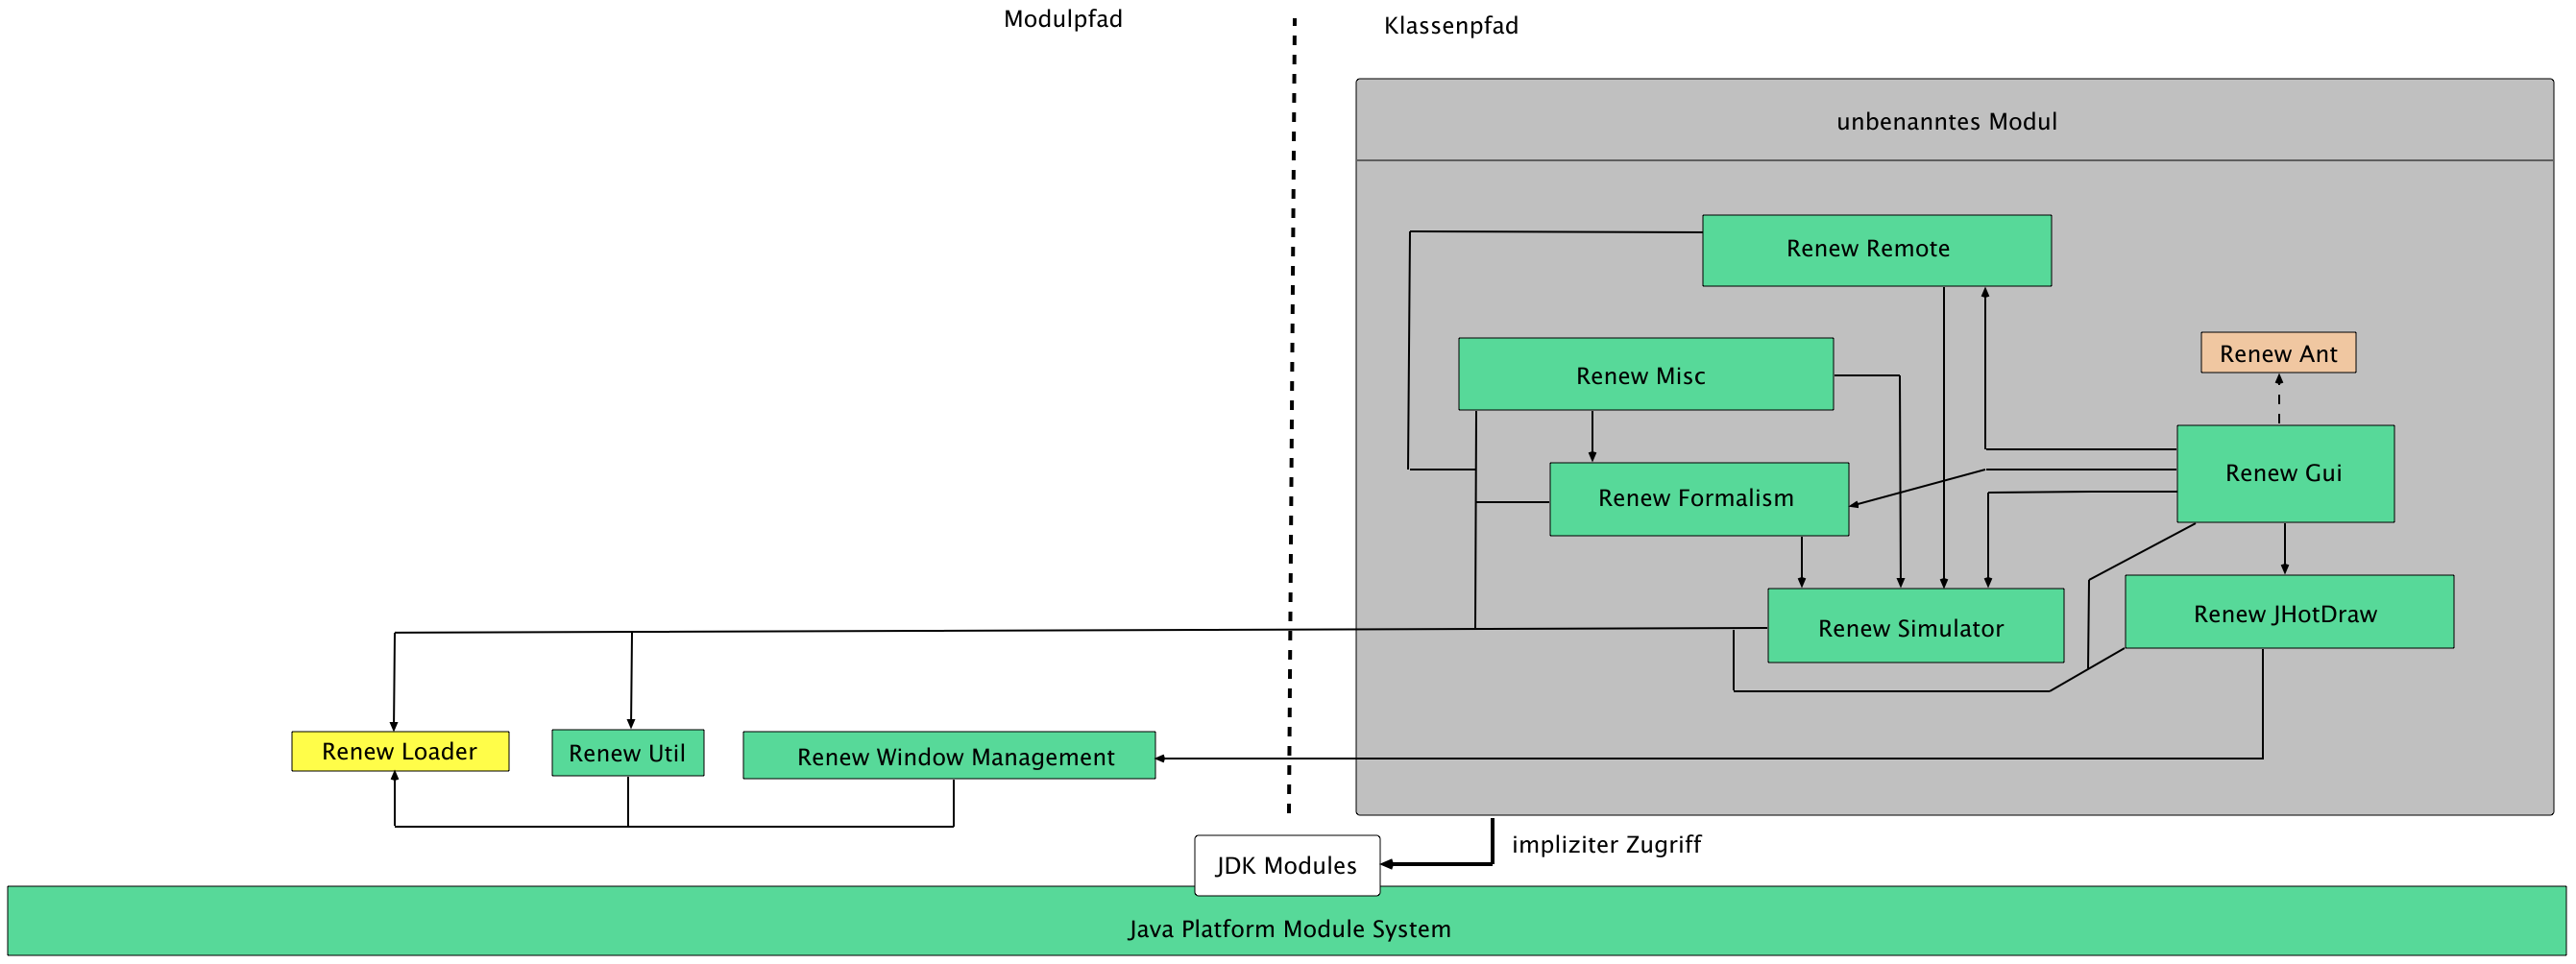 Modulpfad
Klassenpfad
unbenanntes Modul
Renew Remote
Renew Ant
Renew Misc
Renew Gui
Renew Formalism
Renew JHotDraw
Renew Simulator
Renew Loader
Renew Util
Renew Window Management
impliziter Zugriff
JDK Modules
Java Platform Module System